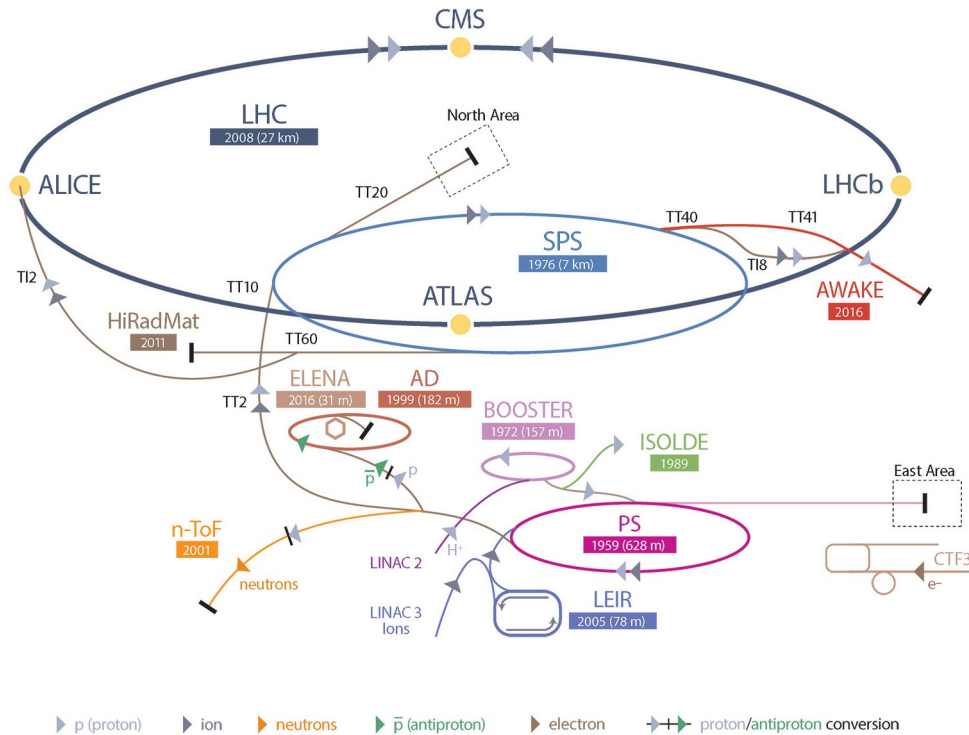 CMS
LHC
2008 (27 km)
North Area
ALICE
TT20
LHCb
TT40
TT41
SPS
1976 (7 km)
TI2
TT10
TI8
ATLAS
AWAKE
2016
HiRadMat
2011
TT60
ELENA
2016 (31 m)
AD
1999 (182 m)
TT2
BOOSTER
1972 (157 m)
ISOLDE
1989
p̅
p
East Area
n-ToF
2001
PS
1959 (628 m)
LINAC 2
H⁺
neutrons
CTF3
e⁻
LINAC 3
Ions
LEIR
2005 (78 m)
p (proton)
ion
neutrons
p̅ (antiproton)
electron
proton/antiproton conversion